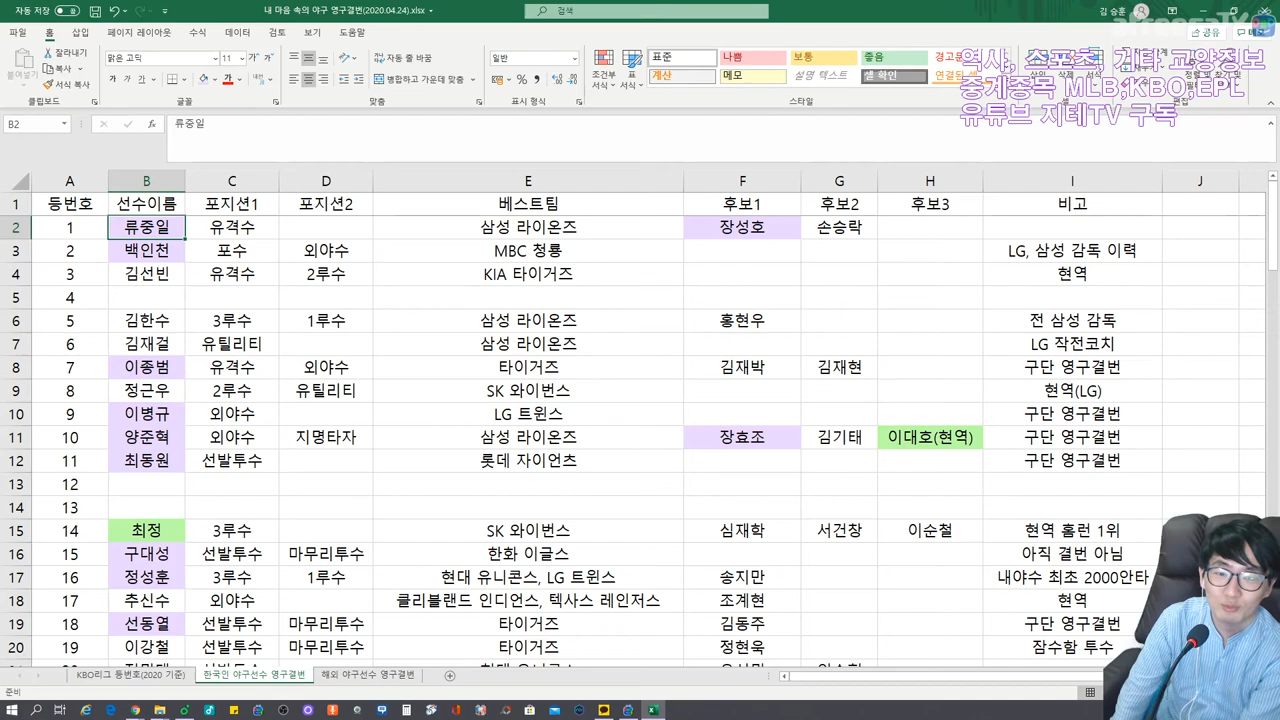 자동 저장
내 마음 속의 야구 영구결번(2020.04.24).xlsx
검색
김 승훈
afreecaTV
파일 홈 삽입 페이지 레이아웃 수식 데이터 검토 보기 도움말
공유
역사, 스포츠, 기타 교양정보
중계종목 MLB,KBO,EPL
유튜브 지테TV 구독
붙여넣기
잘라내기
복사
서식 복사
클립보드
맑은 고딕 11
가 가 가
글꼴
자동 줄 바꿈
병합하고 가운데 맞춤
맞춤
일반
표시 형식
조건부 서식
표 서식
표준 나쁨 보통 좋음
계산 메모 설명 텍스트 셀 확인
스타일
B2 fx 류중일
A B C D E F G H I J
1 등번호 선수이름 포지션1 포지션2 베스트팀 후보1 후보2 후보3 비고
2 1 류중일 유격수 삼성 라이온즈 장성호 손승락
3 2 백인천 포수 외야수 MBC 청룡 LG, 삼성 감독 이력
4 3 김선빈 유격수 2루수 KIA 타이거즈 현역
5 4
6 5 김한수 3루수 1루수 삼성 라이온즈 홍현우 전 삼성 감독
7 6 김재걸 유틸리티 삼성 라이온즈 LG 작전코치
8 7 이종범 유격수 외야수 타이거즈 김재박 김재현 구단 영구결번
9 8 정근우 2루수 유틸리티 SK 와이번스 현역(LG)
10 9 이병규 외야수 LG 트윈스 구단 영구결번
11 10 양준혁 외야수 지명타자 삼성 라이온즈 장효조 김기태 이대호(현역) 구단 영구결번
12 11 최동원 선발투수 롯데 자이언츠 구단 영구결번
13 12
14 13
15 14 최정 3루수 SK 와이번스 심재학 서건창 이순철 현역 홈런 1위
16 15 구대성 선발투수 마무리투수 한화 이글스 아직 결번 아님
17 16 정성훈 3루수 1루수 현대 유니콘스, LG 트윈스 송지만 내야수 최초 2000안타
18 17 추신수 외야수 클리블랜드 인디언스, 텍사스 레인저스 조계현 현역
19 18 선동열 선발투수 마무리투수 타이거즈 김동주 구단 영구결번
20 19 이강철 선발투수 마무리투수 타이거즈 정현욱 잠수함 투수
KBO리그 등번호(2020 기준) 한국인 야구선수 영구결번 해외 야구선수 영구결번
준비